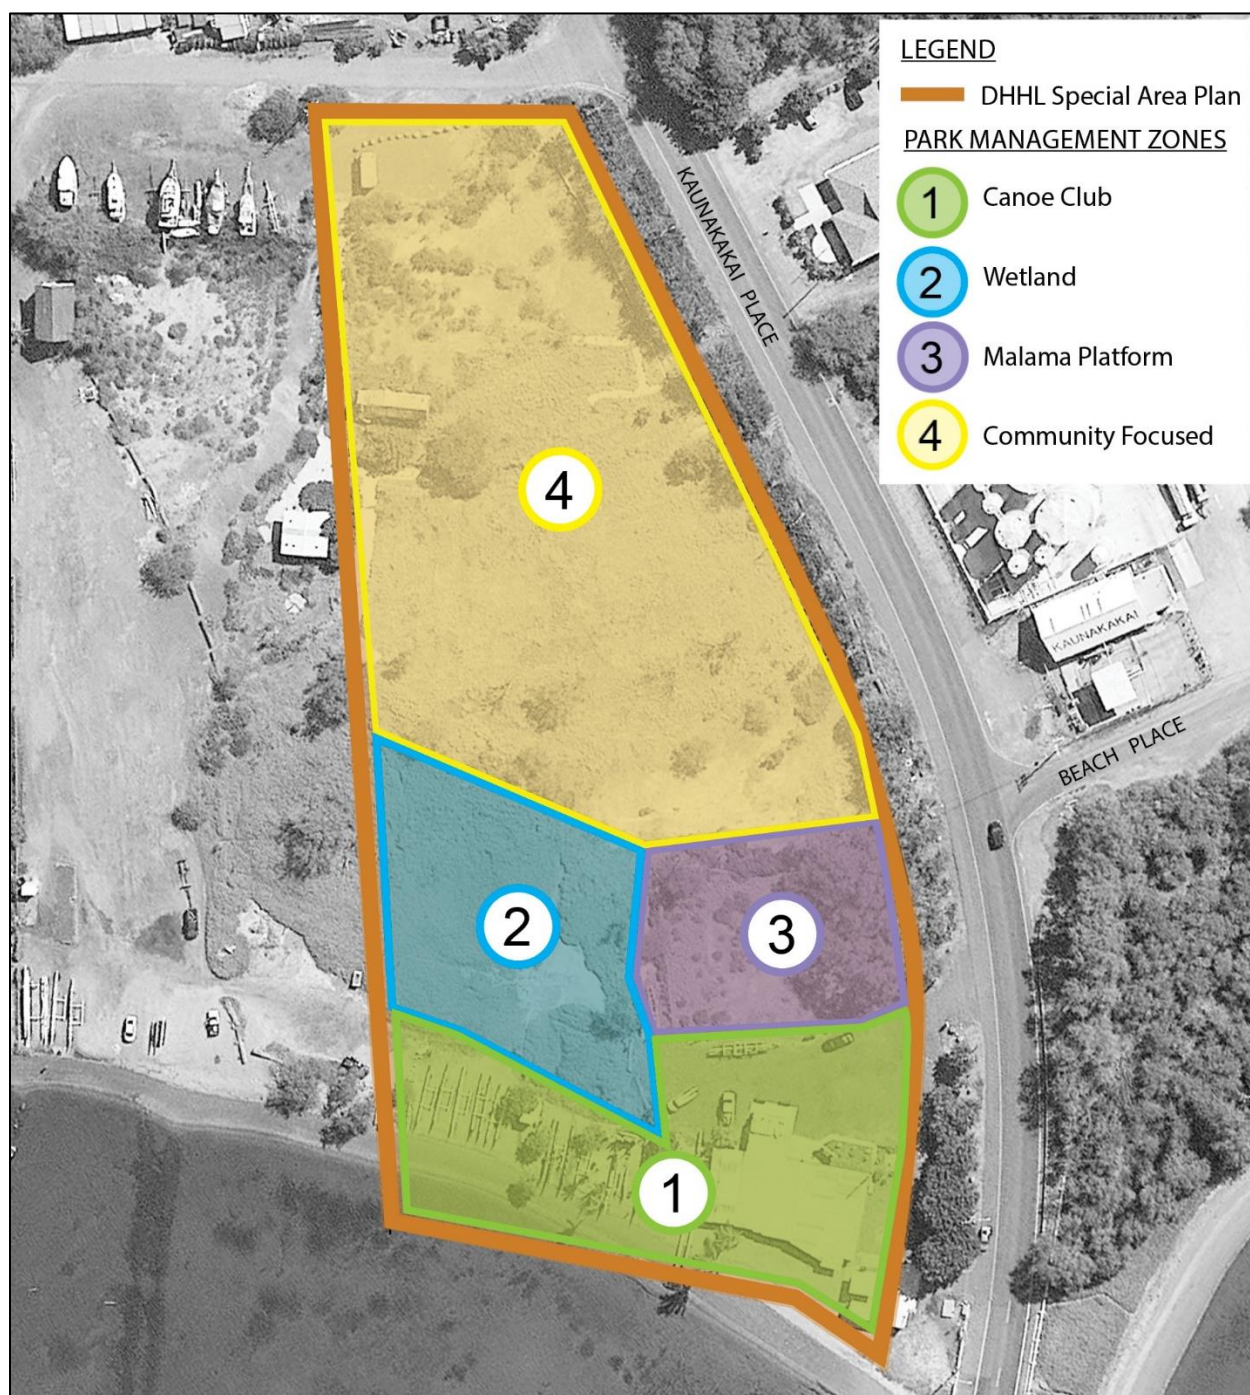 LEGEND
DHHL Special Area Plan
PARK MANAGEMENT ZONES
1 Canoe Club
2 Wetland
3 Malama Platform
4 Community Focused
KAUNAKAKAI PLACE
4
KAUNAKAKAI
BEACH PLACE
2
3
1